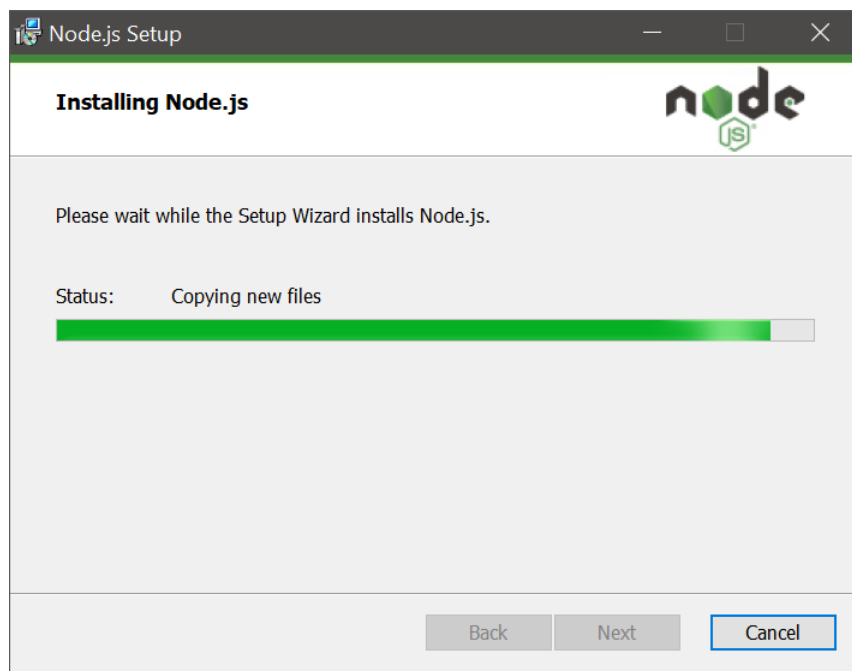 Node.js Setup
Installing Node.js
node
JS
Please wait while the Setup Wizard installs Node.js.
Status: Copying new files
Back Next Cancel